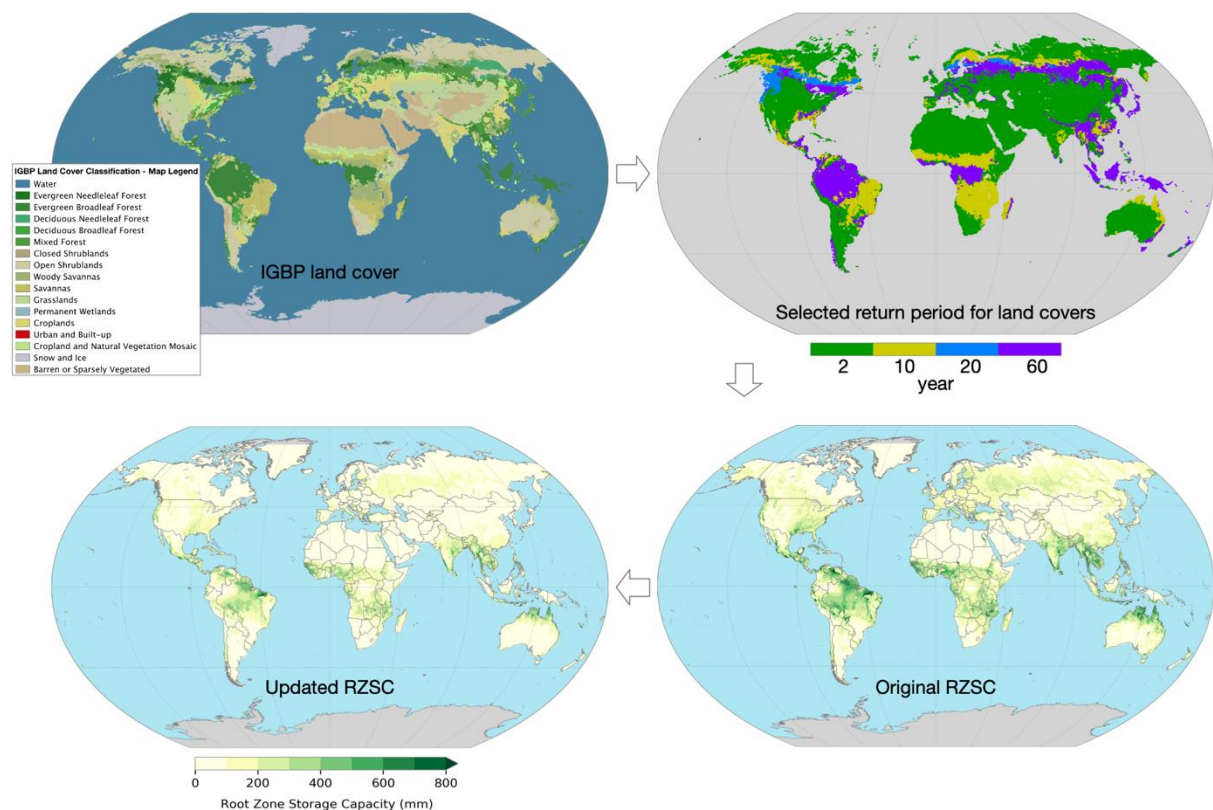 IGBP Land Cover Classification - Map Legend
Water
Evergreen Needleleaf Forest
Evergreen Broadleaf Forest
Deciduous Needleleaf Forest
Deciduous Broadleaf Forest
Mixed Forest
Closed Shrublands
Open Shrublands
Woody Savannas
Savannas
Grasslands
Permanent Wetlands
Croplands
Urban and Built-up
Cropland and Natural Vegetation Mosaic
Snow and Ice
Barren or Sparsely Vegetated
IGBP land cover
Selected return period for land covers
2 10 20 60
year
Updated RZSC
Original RZSC
0 200 400 600 800
Root Zone Storage Capacity (mm)